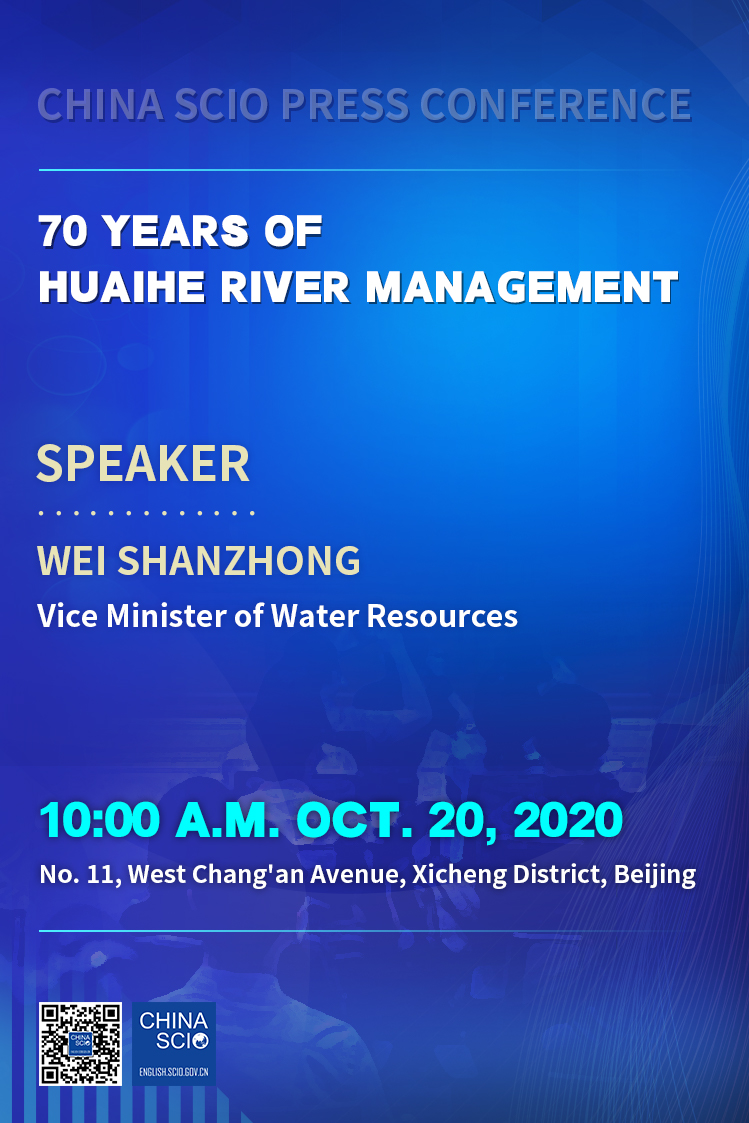 CHINA SCIO PRESS CONFERENCE
70 YEARS OF
HUAIHE RIVER MANAGEMENT
SPEAKER
WEI SHANZHONG
Vice Minister of Water Resources
10:00 A.M. OCT. 20, 2020
No. 11, West Chang'an Avenue, Xicheng District, Beijing
CHINA
SCIO
CHINA
SCIO
ENGLISH.SCIO.GOV.CN